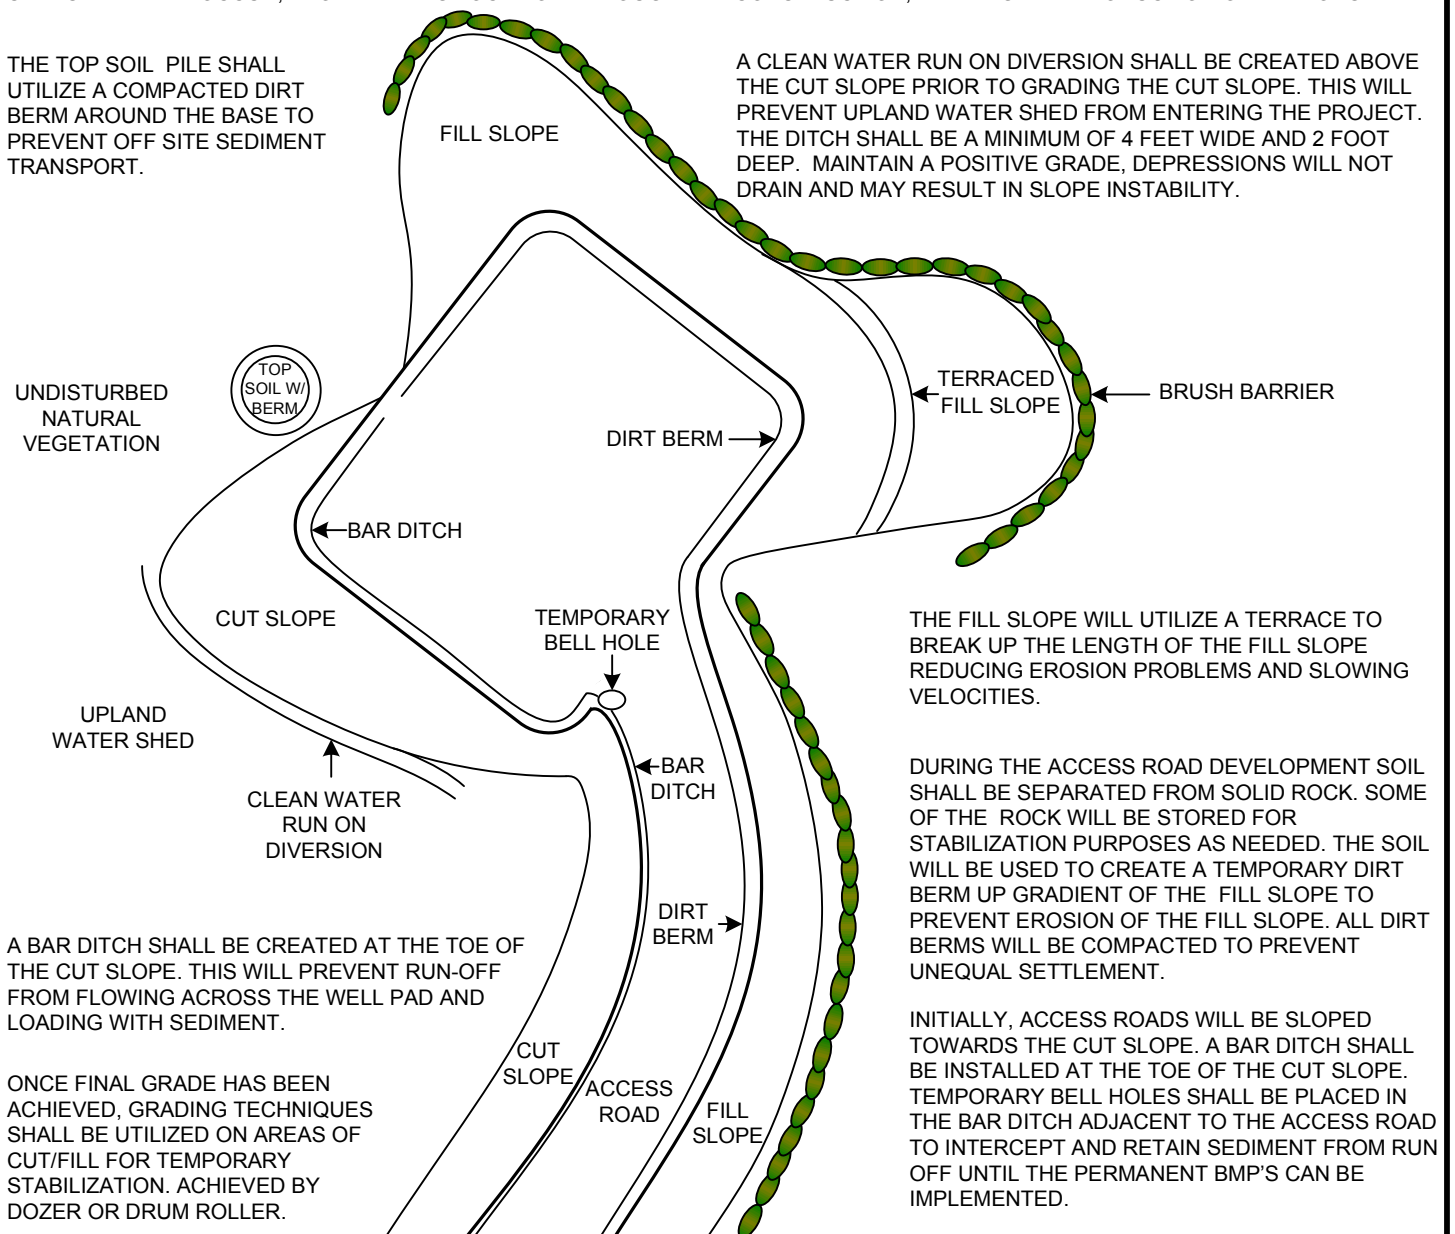 THE TOP SOIL PILE SHALL
UTILIZE A COMPACTED DIRT
BERM AROUND THE BASE TO
PREVENT OFF SITE SEDIMENT
TRANSPORT.
A CLEAN WATER RUN ON DIVERSION SHALL BE CREATED ABOVE
THE CUT SLOPE PRIOR TO GRADING THE CUT SLOPE. THIS WILL
PREVENT UPLAND WATER SHED FROM ENTERING THE PROJECT.
THE DITCH SHALL BE A MINIMUM OF 4 FEET WIDE AND 2 FOOT
DEEP. MAINTAIN A POSITIVE GRADE, DEPRESSIONS WILL NOT
DRAIN AND MAY RESULT IN SLOPE INSTABILITY.
FILL SLOPE
TOP
SOIL W/
BERM
UNDISTURBED
NATURAL
VEGETATION
TERRACED
FILL SLOPE
BRUSH BARRIER
DIRT BERM
BAR DITCH
CUT SLOPE
TEMPORARY
BELL HOLE
THE FILL SLOPE WILL UTILIZE A TERRACE TO
BREAK UP THE LENGTH OF THE FILL SLOPE
REDUCING EROSION PROBLEMS AND SLOWING
VELOCITIES.
UPLAND
WATER SHED
CLEAN WATER
RUN ON
DIVERSION
BAR
DITCH
DURING THE ACCESS ROAD DEVELOPMENT SOIL
SHALL BE SEPARATED FROM SOLID ROCK. SOME
OF THE ROCK WILL BE STORED FOR
STABILIZATION PURPOSES AS NEEDED. THE SOIL
WILL BE USED TO CREATE A TEMPORARY DIRT
BERM UP GRADIENT OF THE FILL SLOPE TO
PREVENT EROSION OF THE FILL SLOPE. ALL DIRT
BERMS WILL BE COMPACTED TO PREVENT
UNEQUAL SETTLEMENT.
DIRT
BERM
A BAR DITCH SHALL BE CREATED AT THE TOE OF
THE CUT SLOPE. THIS WILL PREVENT RUN-OFF
FROM FLOWING ACROSS THE WELL PAD AND
LOADING WITH SEDIMENT.
INITIALLY, ACCESS ROADS WILL BE SLOPED
TOWARDS THE CUT SLOPE. A BAR DITCH SHALL
BE INSTALLED AT THE TOE OF THE CUT SLOPE.
TEMPORARY BELL HOLES SHALL BE PLACED IN
THE BAR DITCH ADJACENT TO THE ACCESS ROAD
TO INTERCEPT AND RETAIN SEDIMENT FROM RUN
OFF UNTIL THE PERMANENT BMP'S CAN BE
IMPLEMENTED.
CUT
SLOPE
ACCESS
ROAD
FILL
SLOPE
ONCE FINAL GRADE HAS BEEN
ACHIEVED, GRADING TECHNIQUES
SHALL BE UTILIZED ON AREAS OF
CUT/FILL FOR TEMPORARY
STABILIZATION. ACHIEVED BY
DOZER OR DRUM ROLLER.